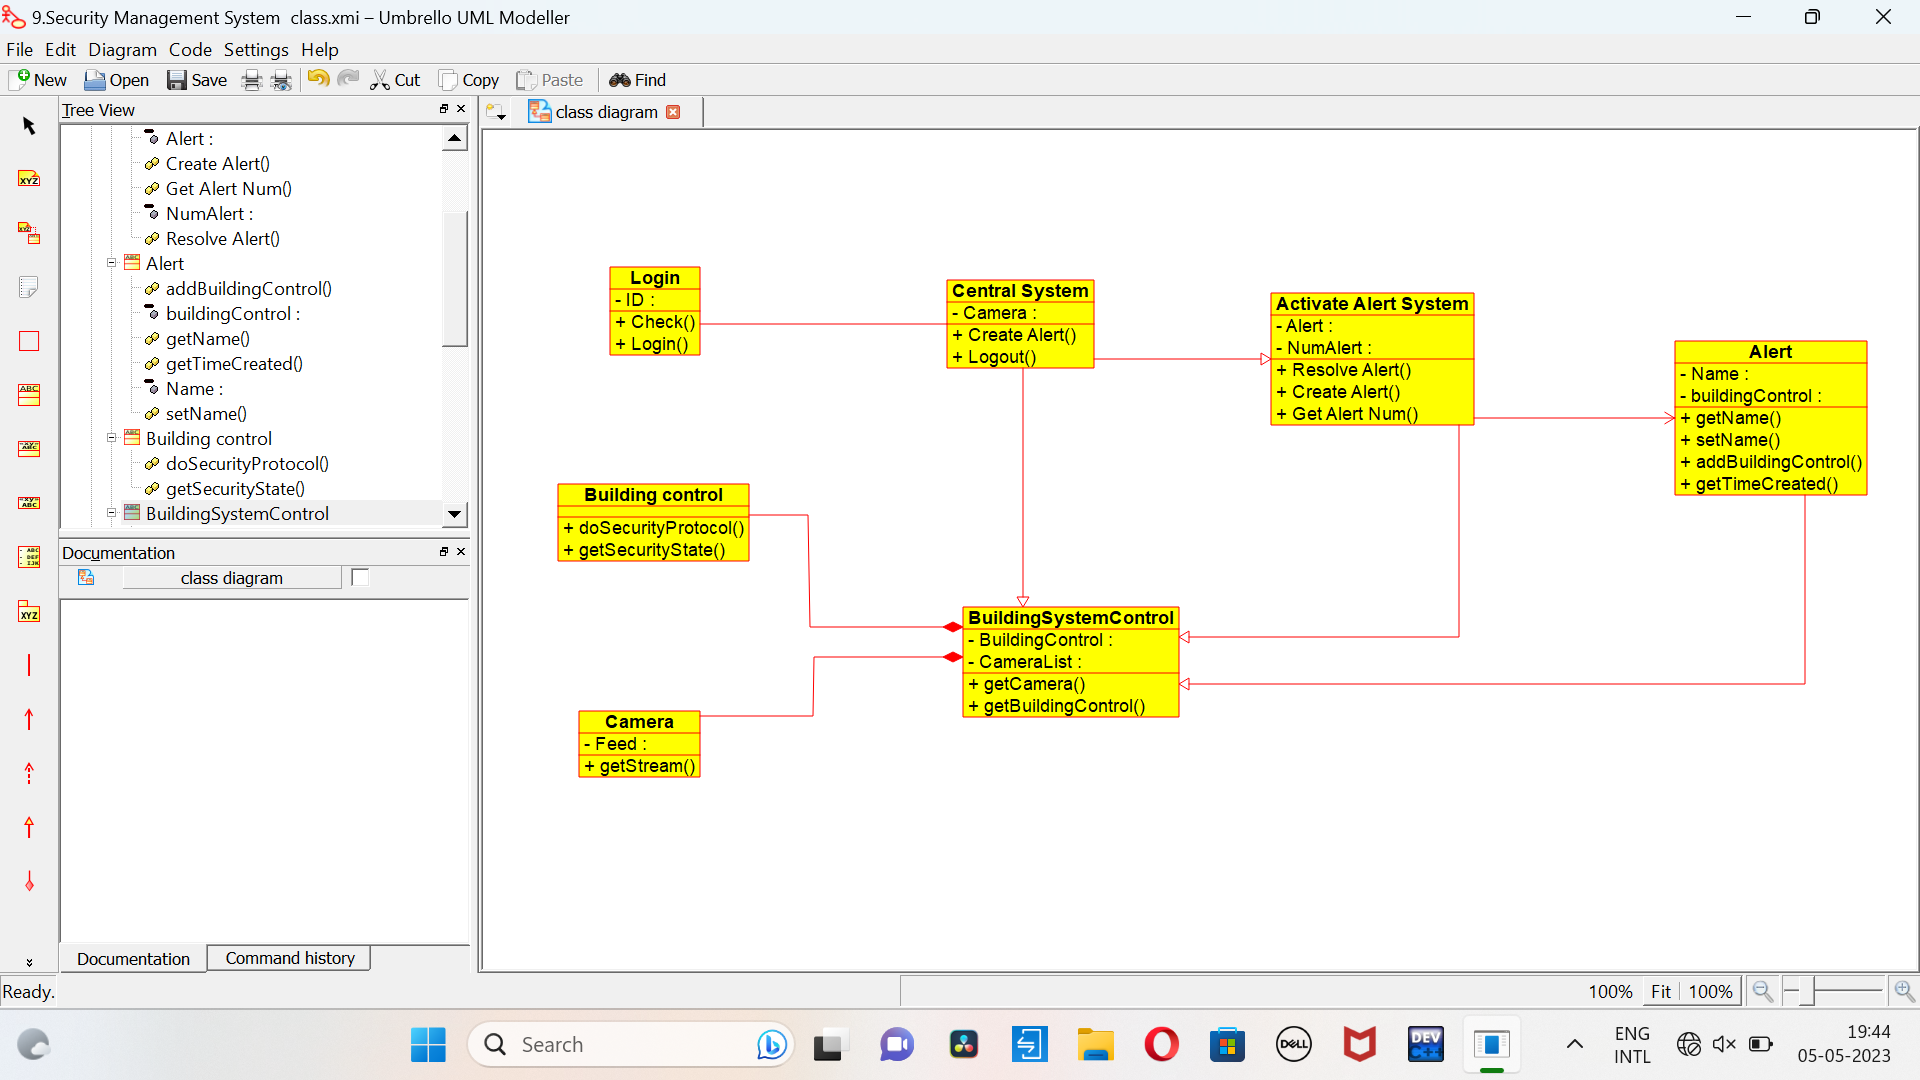 9.Security Management System  class.xmi – Umbrello UML Modeller
File Edit Diagram Code Settings Help
New Open Save Cut Copy Paste Find
Tree View
class diagram
Alert :
Create Alert()
Get Alert Num()
NumAlert :
Resolve Alert()
Alert
addBuildingControl()
buildingControl :
getName()
getTimeCreated()
Name :
setName()
Building control
doSecurityProtocol()
getSecurityState()
BuildingSystemControl
Documentation
class diagram
Documentation
Command history
Login
- ID :
+ Check()
+ Login()
Central System
- Camera :
+ Create Alert()
+ Logout()
Activate Alert System
- Alert :
- NumAlert :
+ Resolve Alert()
+ Create Alert()
+ Get Alert Num()
Alert
- Name :
- buildingControl :
+ getName()
+ setName()
+ addBuildingControl()
+ getTimeCreated()
Building control
+ doSecurityProtocol()
+ getSecurityState()
BuildingSystemControl
- BuildingControl :
- CameraList :
+ getCamera()
+ getBuildingControl()
Camera
- Feed :
+ getStream()
Ready.
100% Fit 100%
Search
DELL
DEV
C++
ENG
INTL
19:44
05-05-2023